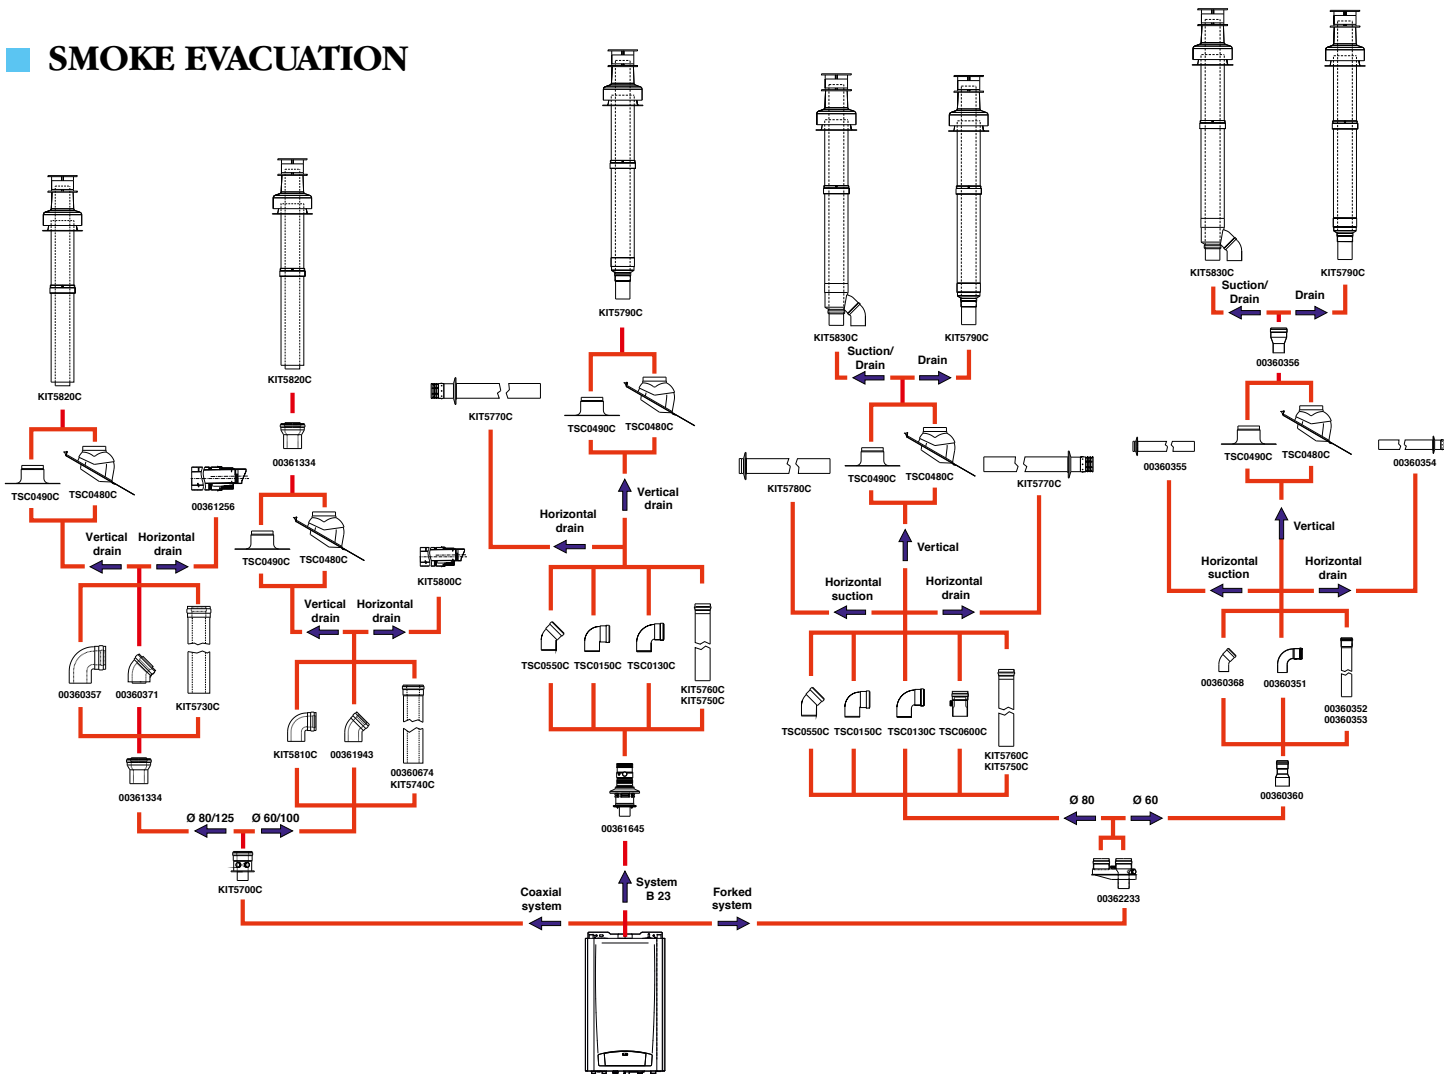 SMOKE EVACUATION
KIT5820C
TSC0490C
TSC0480C
00361256
Vertical
drain
Horizontal
drain
00360357
00360371
KIT5730C
00361334
Ø 80/125
Ø 60/100
KIT5700C
KIT5820C
00361334
TSC0490C
TSC0480C
KIT5800C
Vertical
drain
Horizontal
drain
KIT5810C
00361943
00360674
KIT5740C
Coaxial
system
System
B 23
Forked
system
KIT5790C
KIT5770C
TSC0490C
TSC0480C
Vertical
drain
Horizontal
drain
TSC0550C
TSC0150C
TSC0130C
KIT5760C
KIT5750C
00361645
KIT5830C
KIT5790C
Suction/
Drain
Drain
KIT5780C
TSC0490C
TSC0480C
KIT5770C
Vertical
Horizontal
suction
Horizontal
drain
TSC0550C
TSC0150C
TSC0130C
TSC0600C
KIT5760C
KIT5750C
Ø 80
Ø 60
00362233
KIT5830C
KIT5790C
Suction/
Drain
Drain
00360356
00360355
TSC0490C
TSC0480C
00360354
Vertical
Horizontal
suction
Horizontal
drain
00360368
00360351
00360352
00360353
00360360